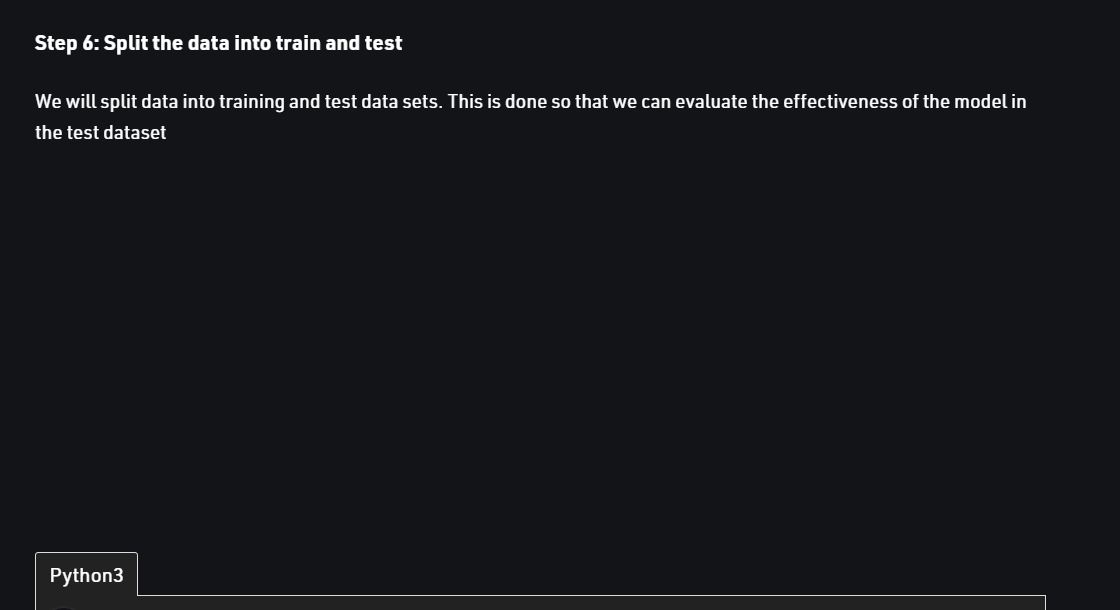 Step 6: Split the data into train and test
We will split data into training and test data sets. This is done so that we can evaluate the effectiveness of the model in
the test dataset
Python3